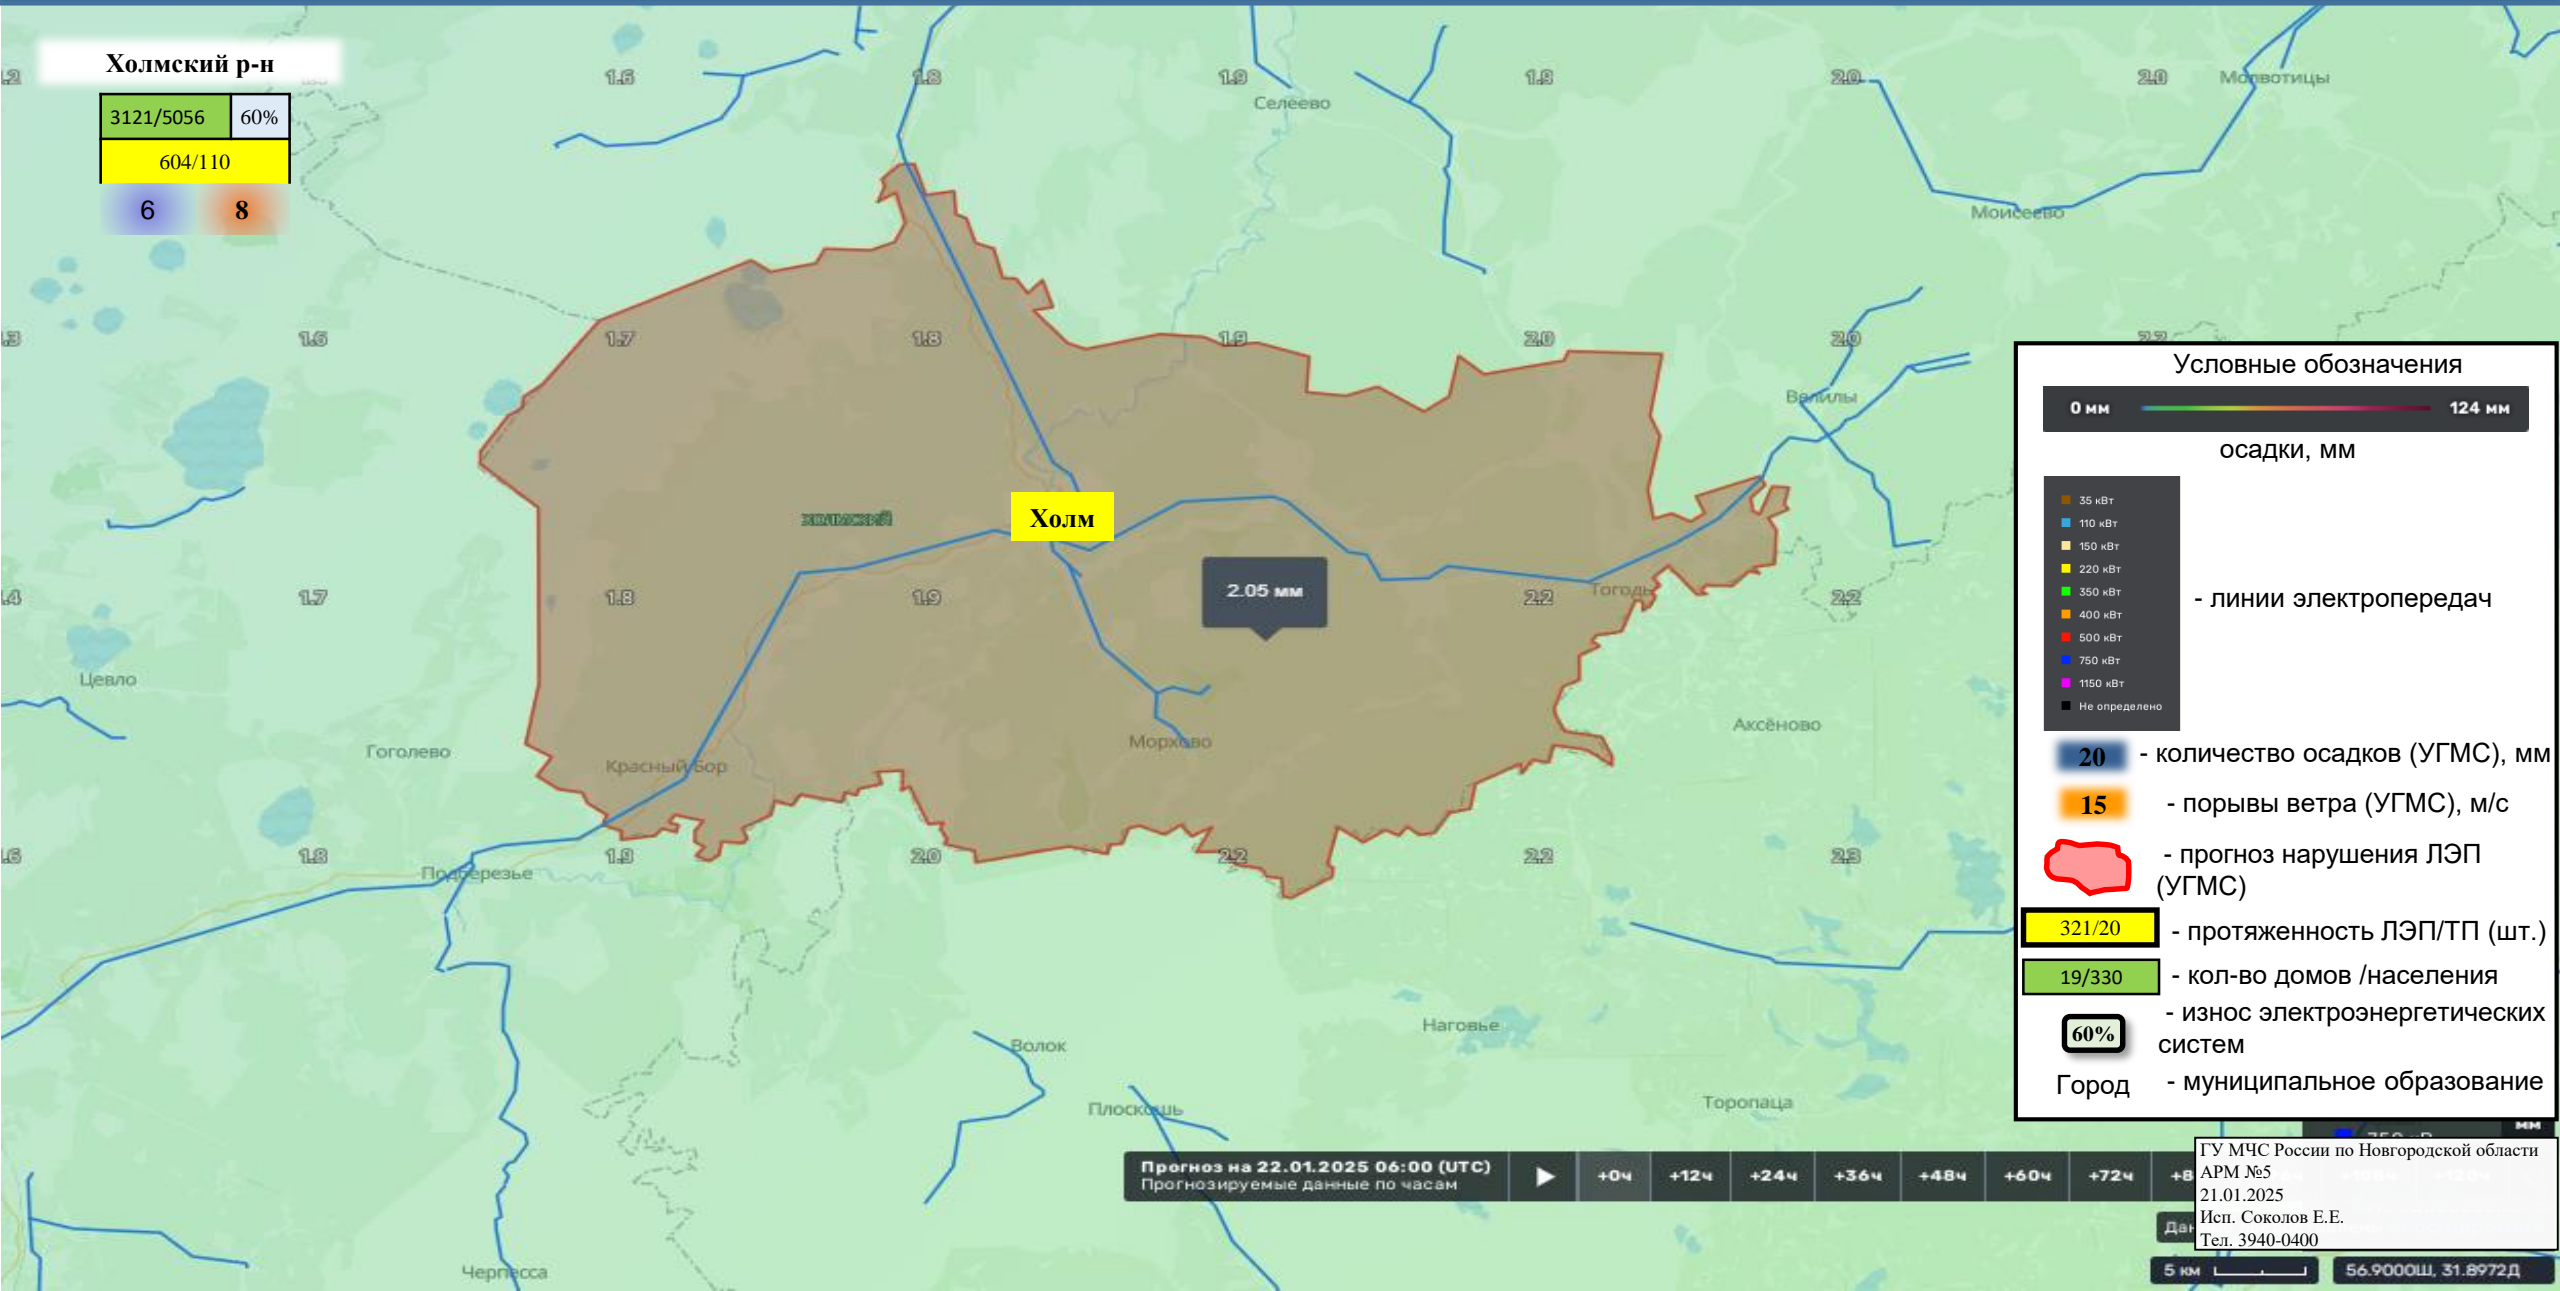 Холмский р-н
3121/5056 60%
604/110
6 8
1.6 1.8 1.9 1.9 2.0 2.0
Молвотицы
Селеево
Моисеево
1.6 1.7 1.8 1.9 2.0 2.0 2.2
Велилы
ХОЛМСКИЙ
Холм
2.05 мм
1.7 1.8 1.9 2.2 2.2
Тогодь
Цевло
Гоголево
Красный Бор
Морхово
Аксёново
1.8 1.9 2.0 2.2 2.2 2.3
Подберезье
Наговье
Волок
Плоскошь
Торопаца
Черпесса
Условные обозначения
0 мм 124 мм
осадки, мм
35 кВт
110 кВт
150 кВт
220 кВт
350 кВт
400 кВт
500 кВт
750 кВт
1150 кВт
Не определено
- линии электропередач
20 - количество осадков (УГМС), мм
15 - порывы ветра (УГМС), м/с
- прогноз нарушения ЛЭП
(УГМС)
321/20 - протяженность ЛЭП/ТП (шт.)
19/330 - кол-во домов /населения
60% - износ электроэнергетических
систем
Город - муниципальное образование
мм
Прогноз на 22.01.2025 06:00 (UTC)
Прогнозируемые данные по часам
+0ч +12ч +24ч +36ч +48ч +60ч +72ч +8
ГУ МЧС России по Новгородской области
АРМ №5
21.01.2025
Исп. Соколов Е.Е.
Тел. 3940-0400
5 км
56.9000Ш, 31.8972Д